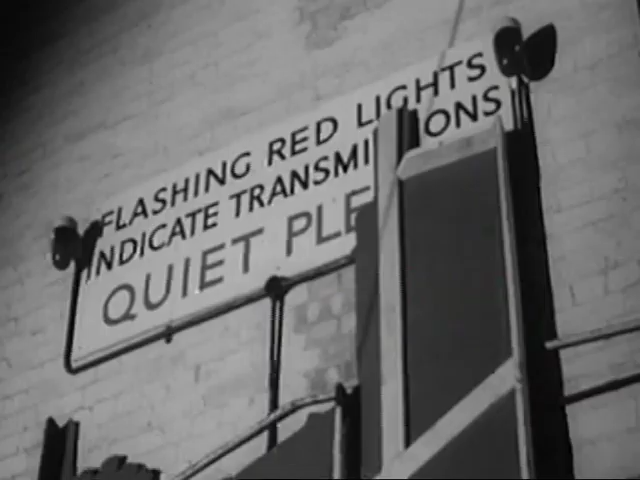 FLASHING RED LIGHTS
INDICATE TRANSMI ONS
QUIET PLE